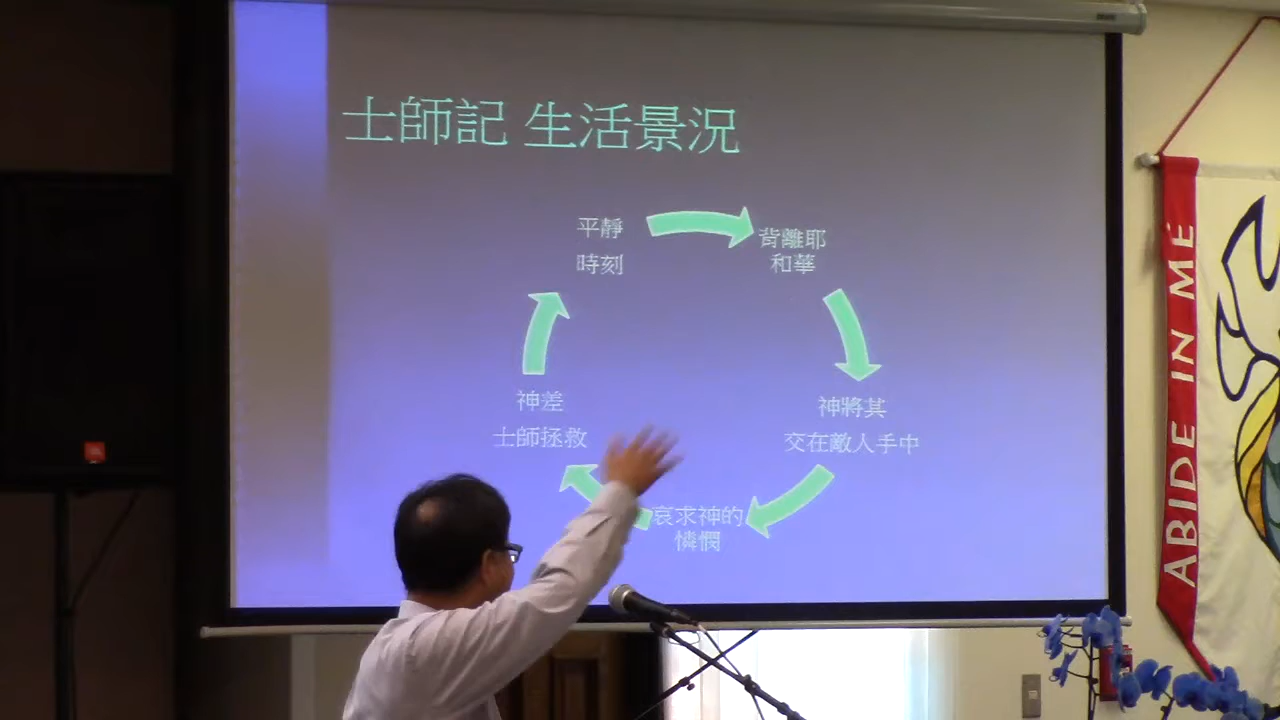 士師記 生活景況
平靜
時刻
背離耶
和華
神將其
交在敵人手中
哀求神的
憐憫
神差
士師拯救
ABIDE IN ME